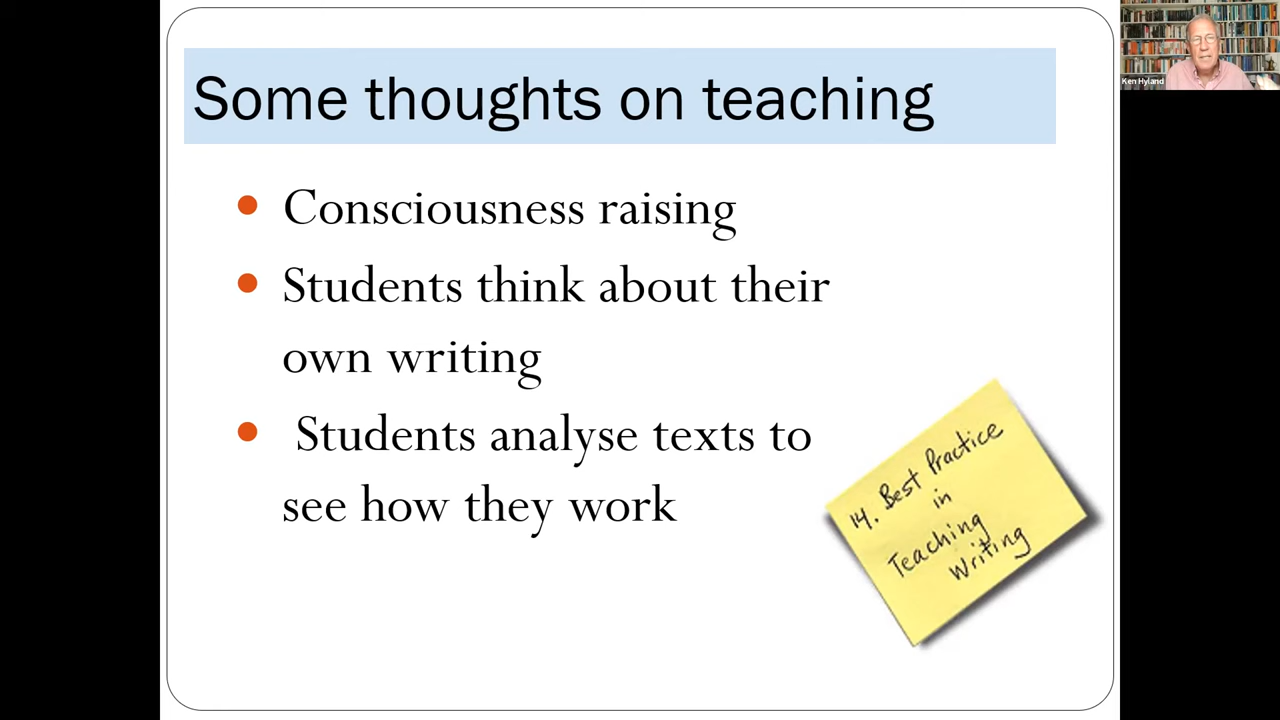 Some thoughts on teaching
Ken Hyland
Consciousness raising
Students think about their
own writing
Students analyse texts to
see how they work
14. Best Practice
in
Teaching
Writing